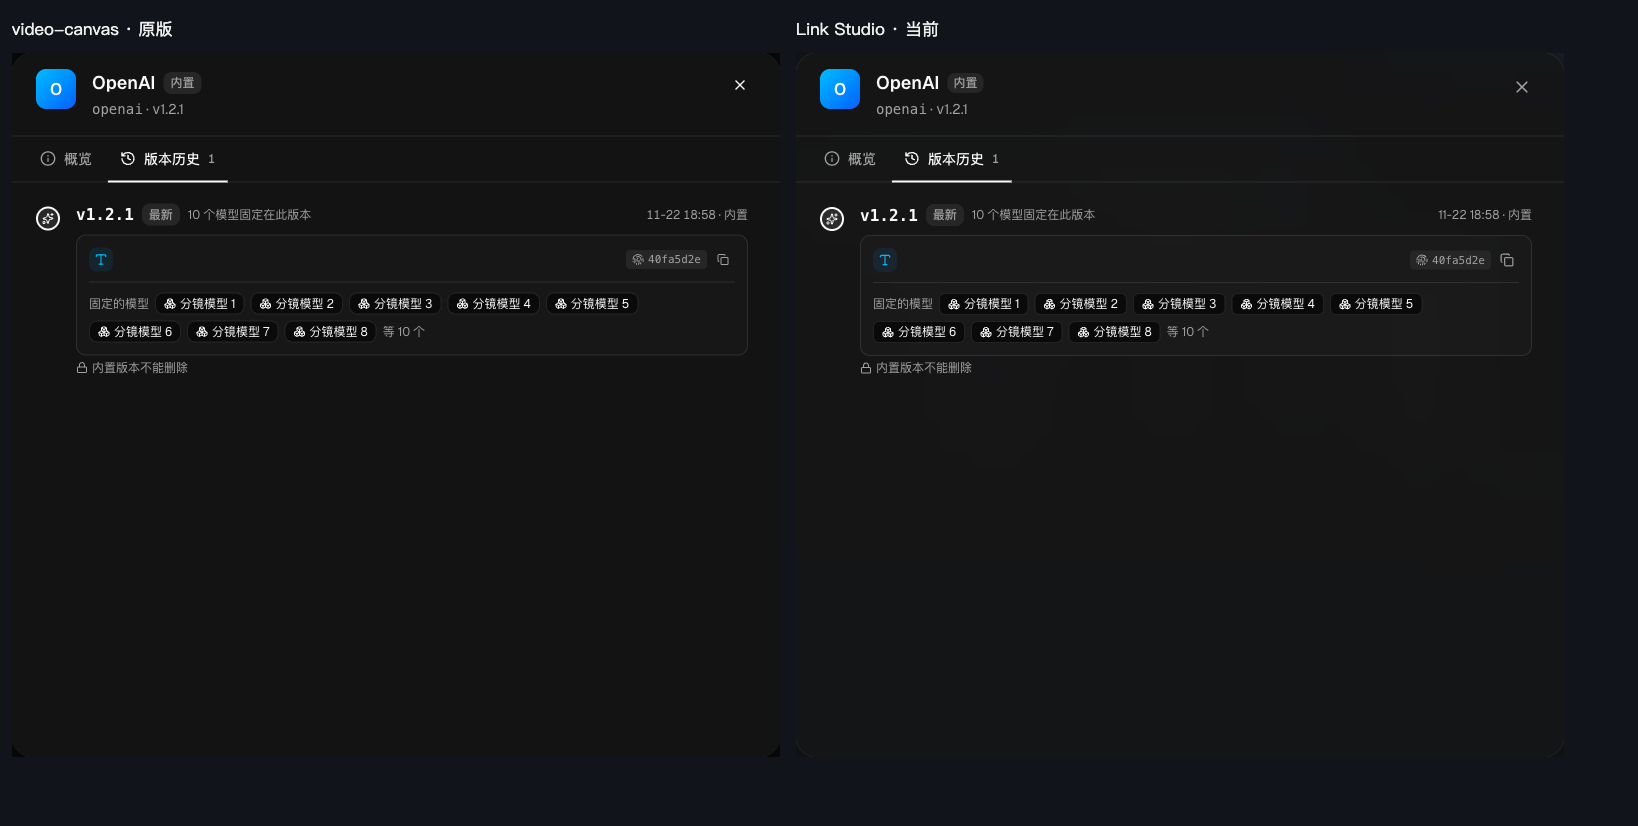 video-canvas · 原版
O
OpenAI 内置
openai · v1.2.1
概览 版本历史 1
v1.2.1 最新 10 个模型固定在此版本 11-22 18:58 · 内置
T 40fa5d2e
固定的模型 分镜模型 1 分镜模型 2 分镜模型 3 分镜模型 4 分镜模型 5
分镜模型 6 分镜模型 7 分镜模型 8 等 10 个
内置版本不能删除
Link Studio · 当前
O
OpenAI 内置
openai · v1.2.1
概览 版本历史 1
v1.2.1 最新 10 个模型固定在此版本 11-22 18:58 · 内置
T 40fa5d2e
固定的模型 分镜模型 1 分镜模型 2 分镜模型 3 分镜模型 4 分镜模型 5
分镜模型 6 分镜模型 7 分镜模型 8 等 10 个
内置版本不能删除